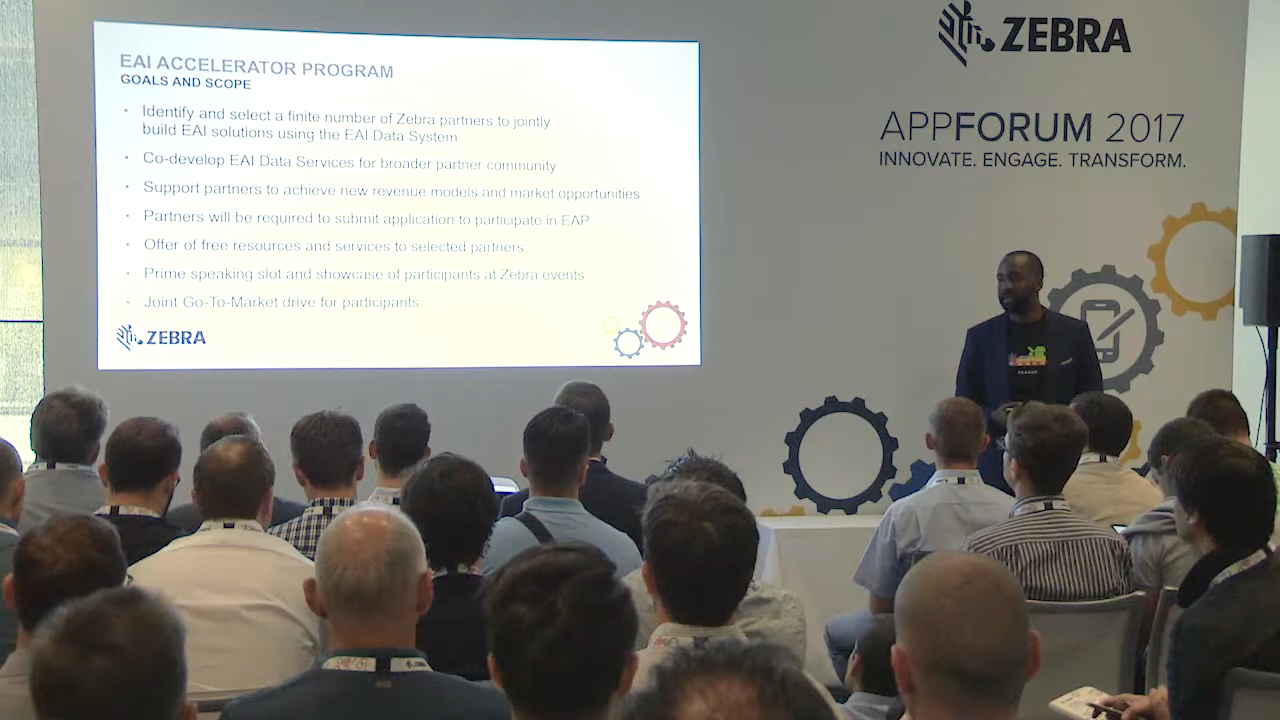 EAI ACCELERATOR PROGRAM
GOALS AND SCOPE
• Identify and select a finite number of Zebra partners to jointly
build EAI solutions using the EAI Data System
• Co-develop EAI Data Services for broader partner community
• Support partners to achieve new revenue models and market opportunities
• Partners will be required to submit application to participate in EAP
• Offer of free resources and services to selected partners
• Prime speaking slot and showcase of participants at Zebra events
• Joint Go-To-Market drive for participants
ZEBRA
ZEBRA
APPFORUM 2017
INNOVATE. ENGAGE. TRANSFORM.